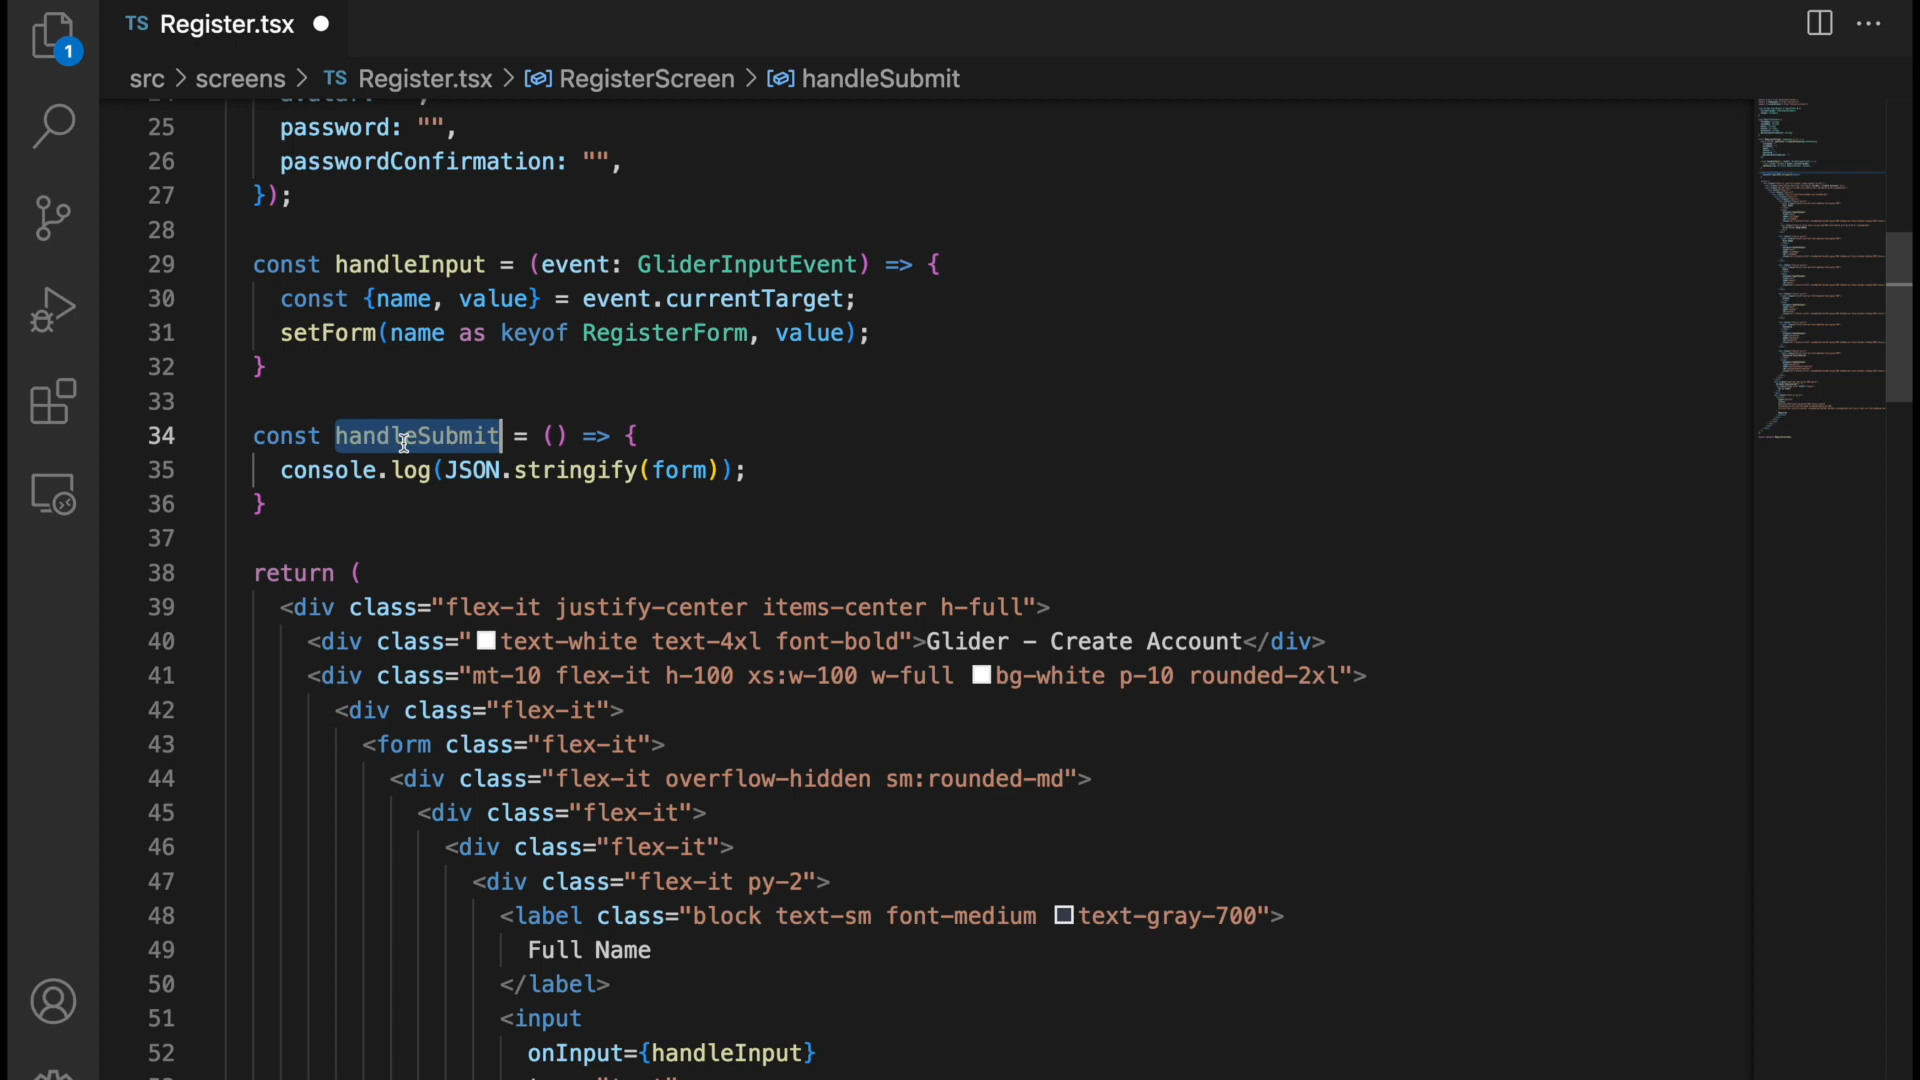 TS Register.tsx
1
src > screens > TS Register.tsx > RegisterScreen > handleSubmit
25 password: "",
26 passwordConfirmation: "",
27 });
28
29 const handleInput = (event: GliderInputEvent) => {
30 const {name, value} = event.currentTarget;
31 setForm(name as keyof RegisterForm, value);
32 }
33
34 const handleSubmit = () => {
35 console.log(JSON.stringify(form));
36 }
37
38 return (
39 <div class="flex-it justify-center items-center h-full">
40 <div class="text-white text-4xl font-bold">Glider - Create Account</div>
41 <div class="mt-10 flex-it h-100 xs:w-100 w-full bg-white p-10 rounded-2xl">
42 <div class="flex-it">
43 <form class="flex-it">
44 <div class="flex-it overflow-hidden sm:rounded-md">
45 <div class="flex-it">
46 <div class="flex-it">
47 <div class="flex-it py-2">
48 <label class="block text-sm font-medium text-gray-700">
49 Full Name
50 </label>
51 <input
52 onInput={handleInput}